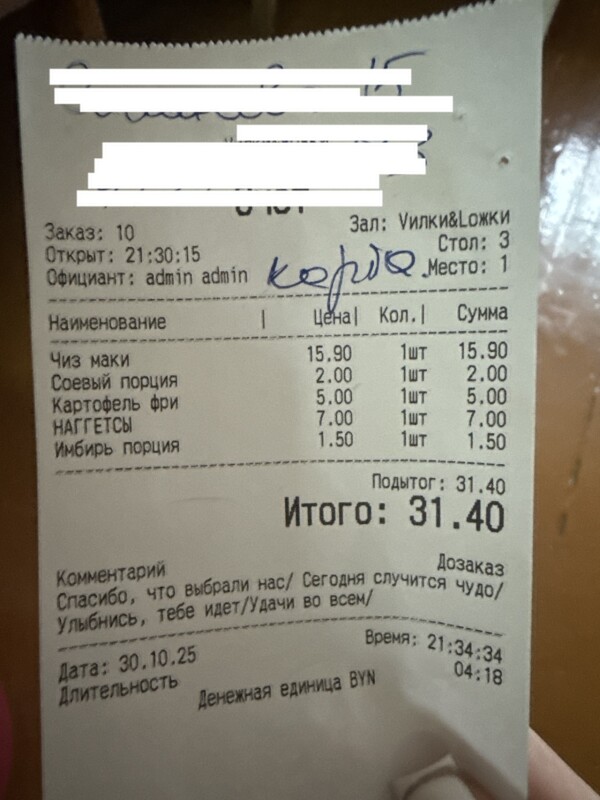 15
Заказ: 10
Зал: Vилки&Lожки
Открыт: 21:30:15
Стол: 3
Официант: admin admin
карта
Место: 1
Наименование | Цена| Кол.| Сумма
Чиз маки 15.90 1шт 15.90
Соевый порция 2.00 1шт 2.00
Картофель фри 5.00 1шт 5.00
НАГГЕТСЫ 7.00 1шт 7.00
Имбирь порция 1.50 1шт 1.50
Подытог: 31.40
Итого: 31.40
Комментарий Дозаказ
Спасибо, что выбрали нас/ Сегодня случится чудо/
Улыбнись, тебе идет/Удачи во всем/
Дата: 30.10.25 Время: 21:34:34
Длительность 04:18
Денежная единица BYN